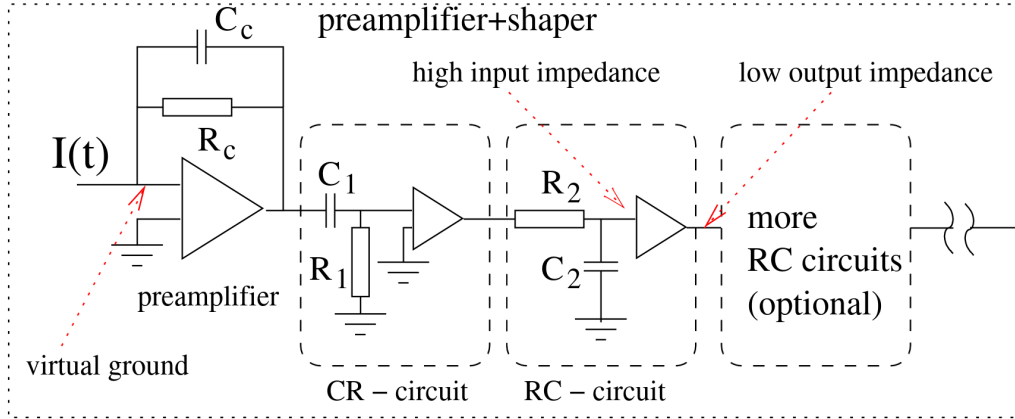 C_c
preamplifier+shaper
high input impedance
low output impedance
R_c
I(t)
C_1
R_2
R_1
C_2
more
RC circuits
(optional)
preamplifier
virtual ground
CR – circuit
RC – circuit